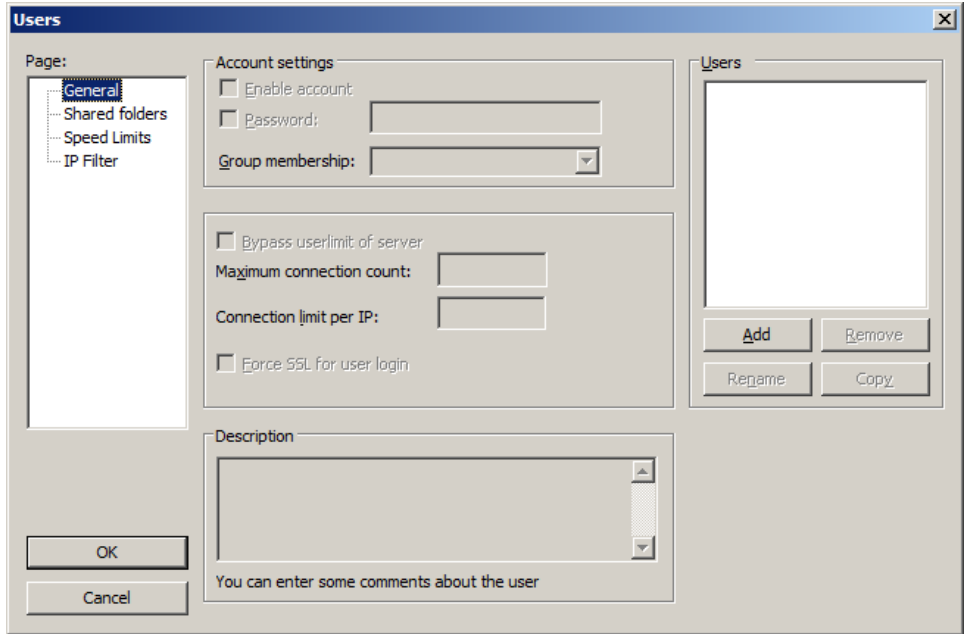 Users
Page:
General
Shared folders
Speed Limits
IP Filter
OK
Cancel
Account settings
Enable account
Password:
Group membership:
Bypass userlimit of server
Maximum connection count:
Connection limit per IP:
Force SSL for user login
Description
You can enter some comments about the user
Users
Add Remove
Rename Copy